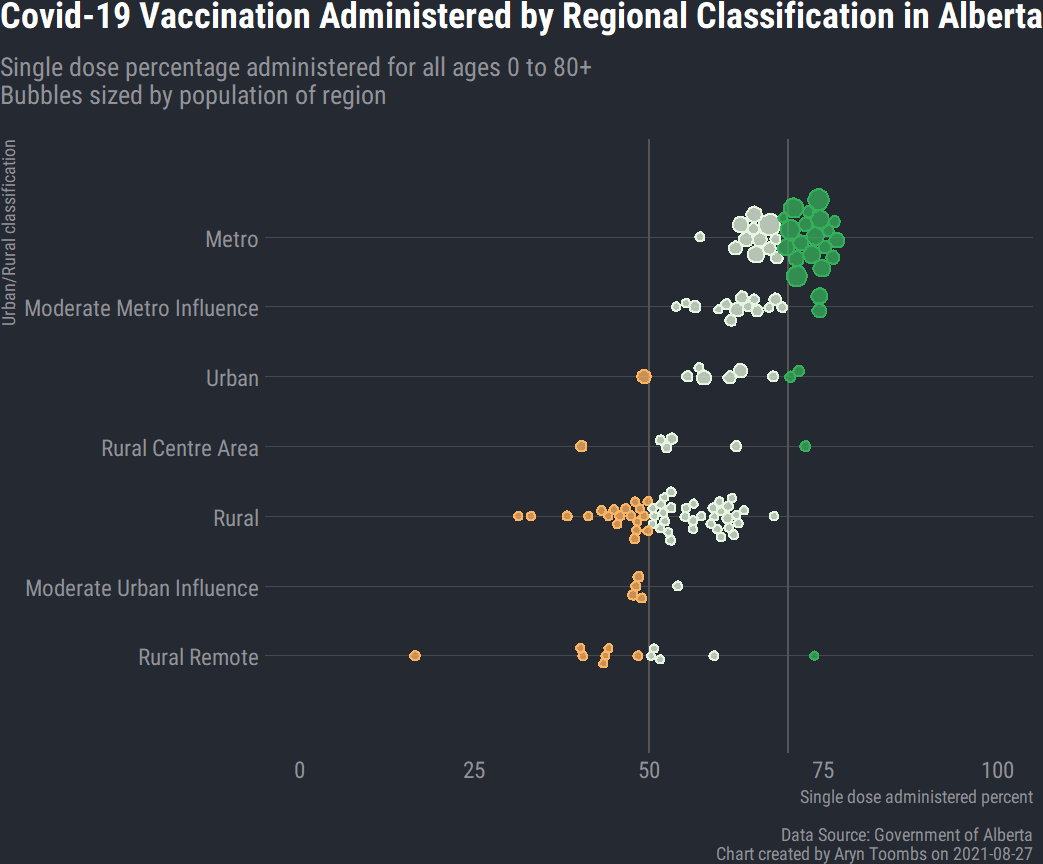 Covid-19 Vaccination Administered by Regional Classification in Alberta
Single dose percentage administered for all ages 0 to 80+
Bubbles sized by population of region
Urban/Rural classification
Metro
Moderate Metro Influence
Urban
Rural Centre Area
Rural
Moderate Urban Influence
Rural Remote
0 25 50 75 100
Single dose administered percent
Data Source: Government of Alberta
Chart created by Aryn Toombs on 2021-08-27